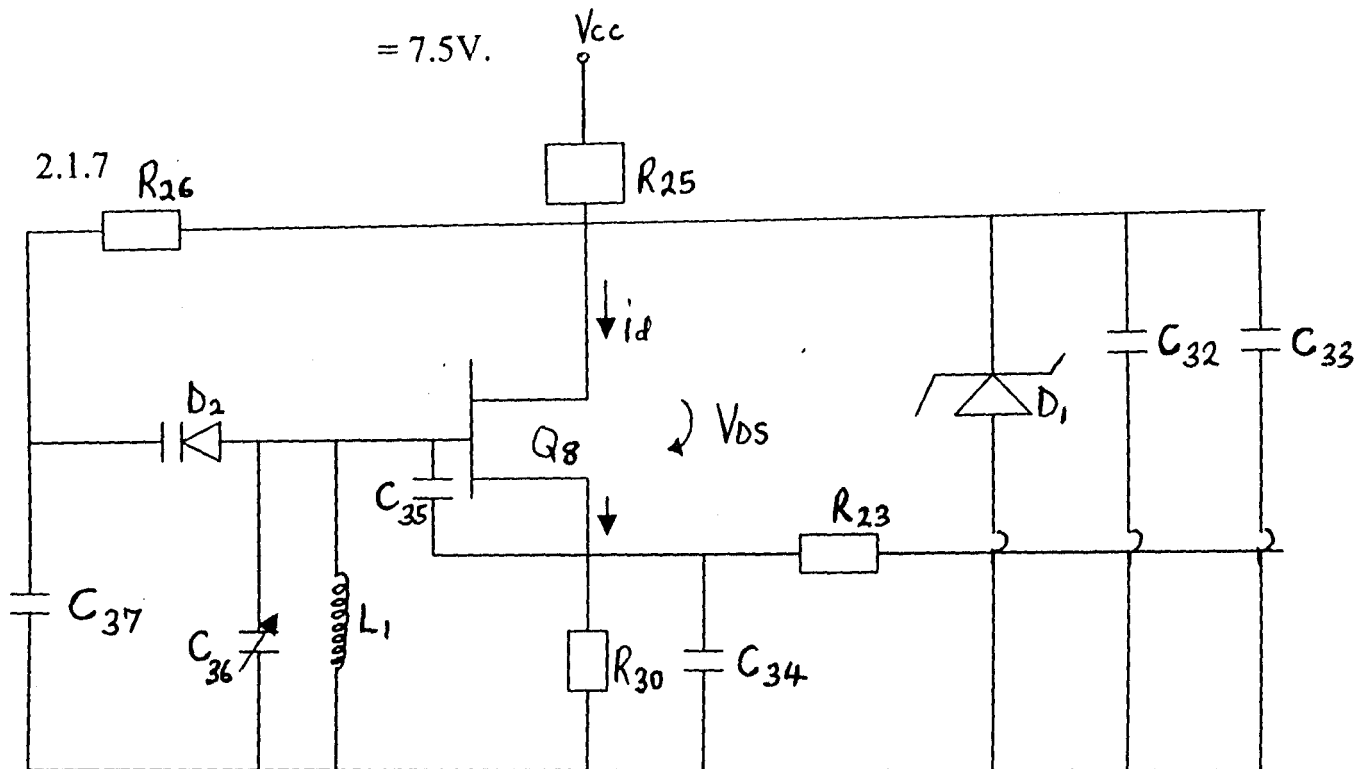 = 7.5V.
Vcc
2.1.7
R26
R25
id
D2
Q8
VDS
D1
C32
C33
C35
R23
C37
C36
L1
R30
C34